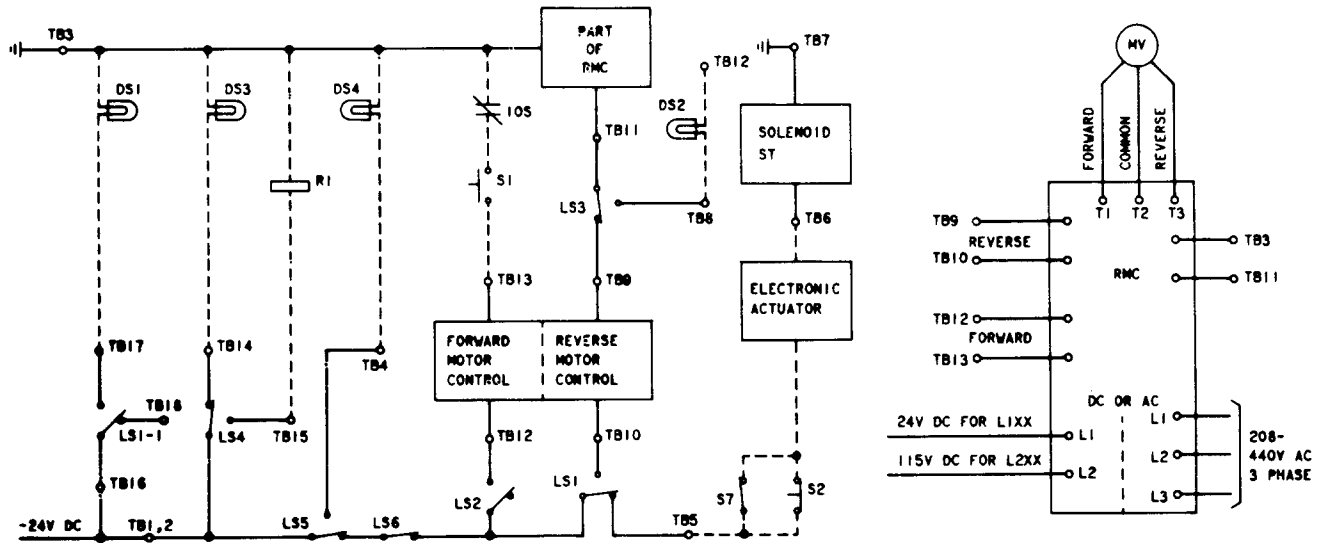 TB3
PART
OF
RMC
TB7
TB12
DS1
DS3
DS4
10S
DS2
SOLENOID
ST
TB11
S1
R1
LS3
TB8
TB6
TB13
TB9
ELECTRONIC
ACTUATOR
TB17
TB14
TB4
FORWARD
MOTOR
CONTROL
REVERSE
MOTOR
CONTROL
TB18
LS1-1
LS4
TB15
TB12
TB10
TB16
LS2
LS1
S7
S2
-24V DC
TB1,2
LS5
LS6
TB5
MV
FORWARD
COMMON
REVERSE
T1
T2
T3
TB9
REVERSE
TB10
TB3
RMC
TB11
TB12
FORWARD
TB13
DC OR AC
24V DC FOR L1XX
L1
L1
115V DC FOR L2XX
L2
L2
L3
208-
440V AC
3 PHASE